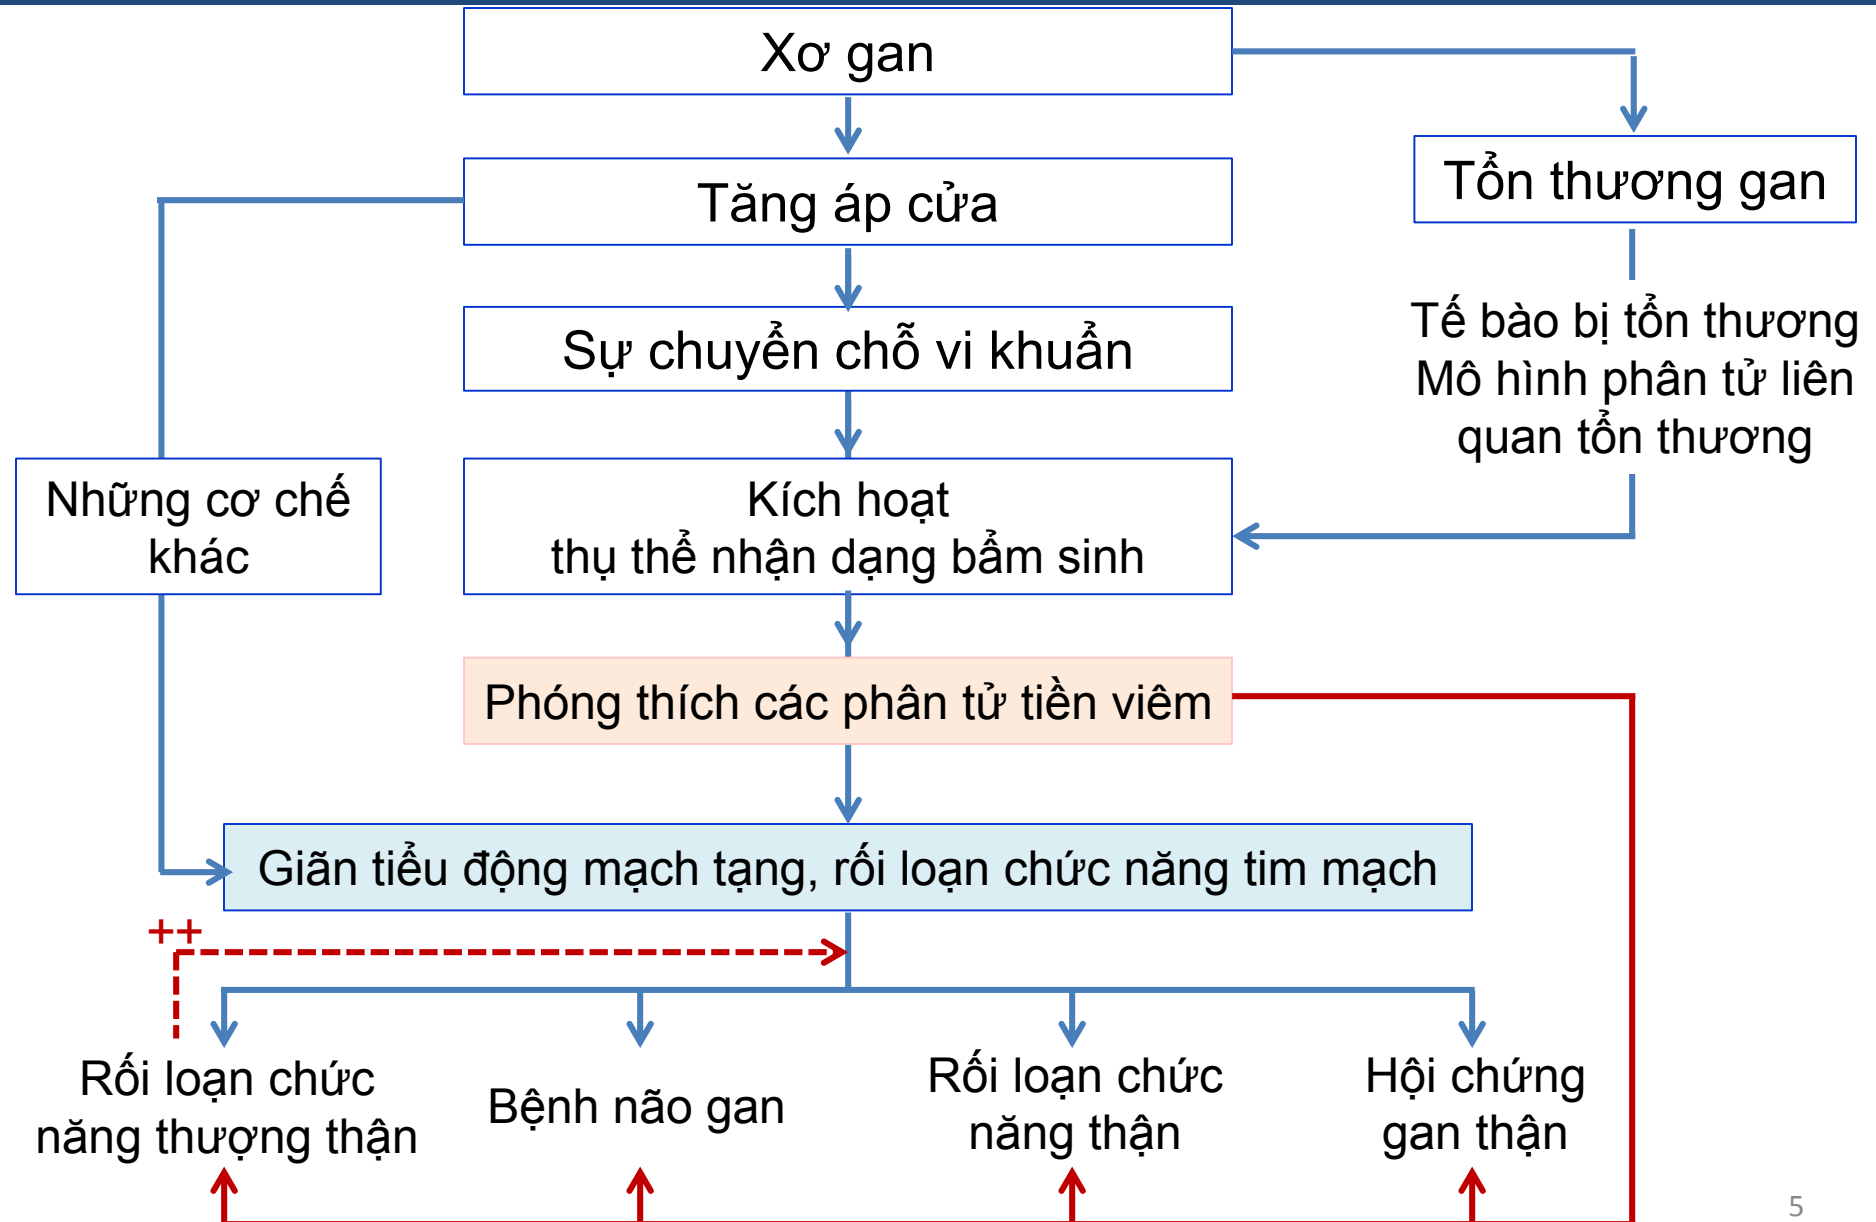 Xơ gan
Tăng áp cửa
Tổn thương gan
Sự chuyển chỗ vi khuẩn
Tế bào bị tổn thương
Mô hình phân tử liên
quan tổn thương
Những cơ chế
khác
Kích hoạt
thụ thể nhận dạng bẩm sinh
Phóng thích các phân tử tiền viêm
Giãn tiểu động mạch tạng, rối loạn chức năng tim mạch
++
Rối loạn chức
năng thượng thận
Bệnh não gan
Rối loạn chức
năng thận
Hội chứng
gan thận
5